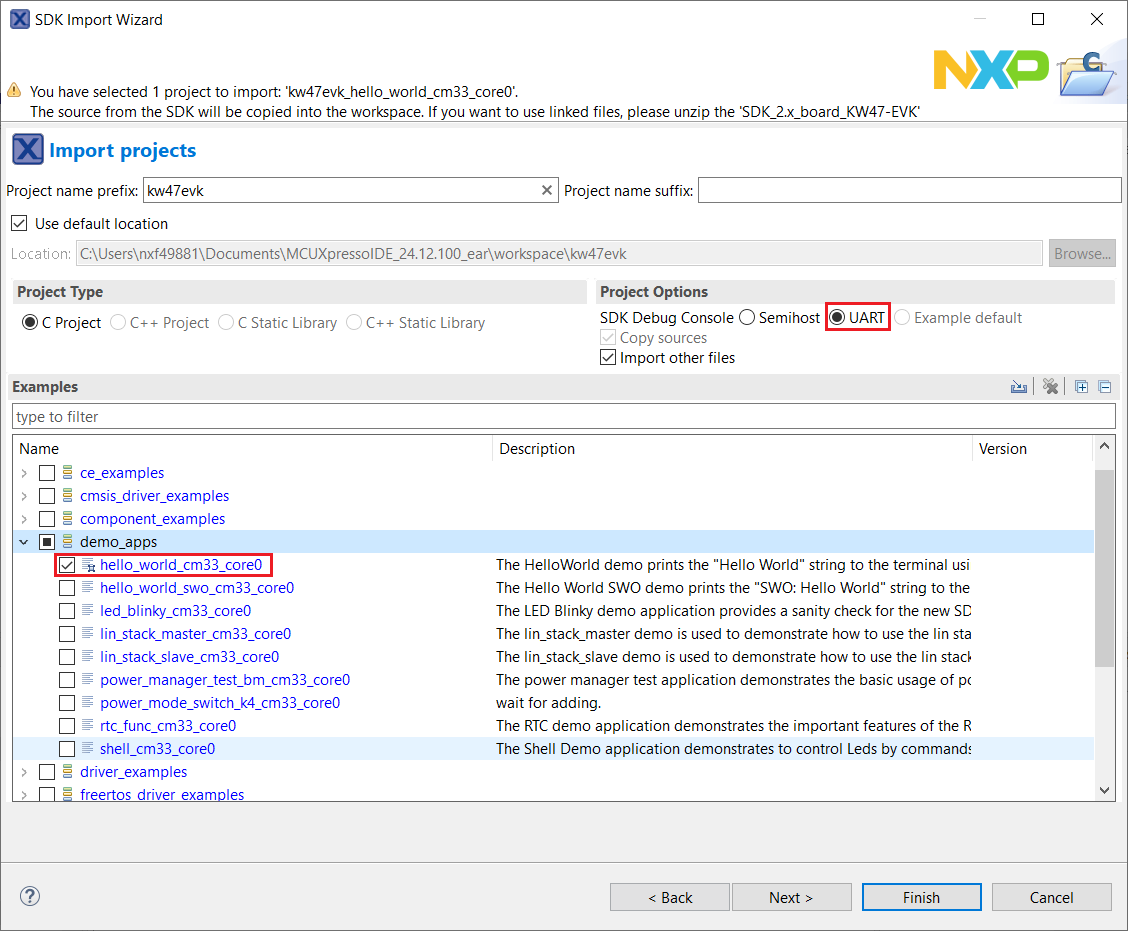 SDK Import Wizard
NXP
You have selected 1 project to import: 'kw47evk_hello_world_cm33_core0'.
The source from the SDK will be copied into the workspace. If you want to use linked files, please unzip the 'SDK_2.x_board_KW47-EVK'
Import projects
Project name prefix: kw47evk Project name suffix:
Use default location
Location: C:\Users\nxf49881\Documents\MCUXpressoIDE_24.12.100_ear\workspace\kw47evk Browse...
Project Type
C Project C++ Project C Static Library C++ Static Library
Project Options
SDK Debug Console Semihost UART Example default
Copy sources
Import other files
Examples
type to filter
Name Description Version
ce_examples
cmsis_driver_examples
component_examples
demo_apps
hello_world_cm33_core0 The HelloWorld demo prints the "Hello World" string to the terminal usi
hello_world_swo_cm33_core0 The Hello World SWO demo prints the "SWO: Hello World" string to the
led_blinky_cm33_core0 The LED Blinky demo application provides a sanity check for the new SD
lin_stack_master_cm33_core0 The lin_stack_master demo is used to demonstrate how to use the lin sta
lin_stack_slave_cm33_core0 The lin_stack_slave demo is used to demonstrate how to use the lin stack
power_manager_test_bm_cm33_core0 The power manager test application demonstrates the basic usage of po
power_mode_switch_k4_cm33_core0 wait for adding.
rtc_func_cm33_core0 The RTC demo application demonstrates the important features of the R
shell_cm33_core0 The Shell Demo application demonstrates to control Leds by commands
driver_examples
freertos_driver_examples
< Back Next > Finish Cancel